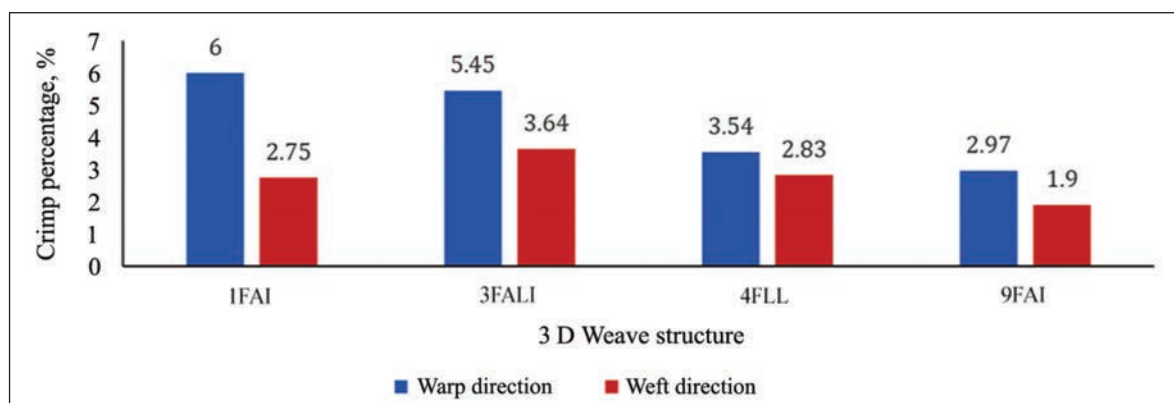 7
6
5
4
3
2
1
0
Crimp percentage, %
6
2.75
5.45
3.64
3.54
2.83
2.97
1.9
1FAI
3FALI
4FLL
9FAI
3 D Weave structure
Warp direction
Weft direction